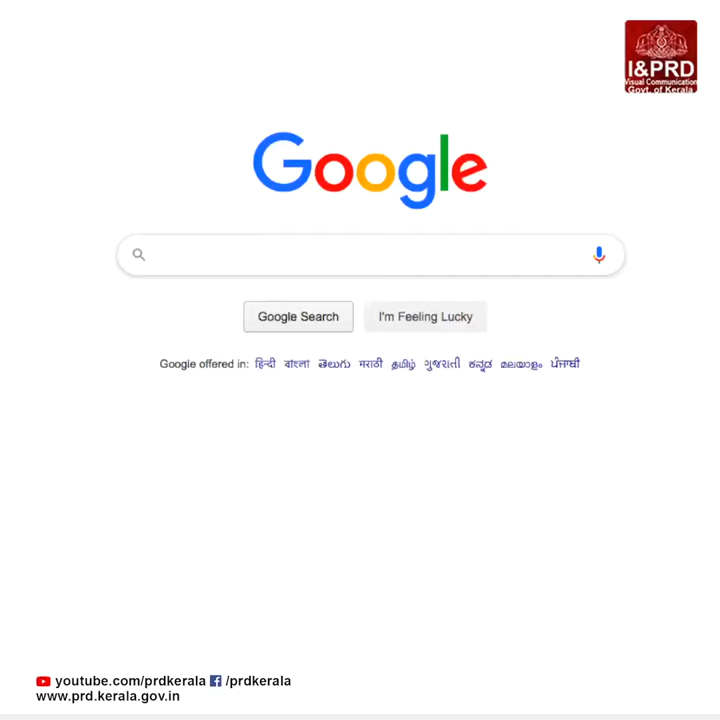 I&PRD
Visual Communication
Govt. of Kerala
Google
Google Search
I'm Feeling Lucky
Google offered in: हिन्दी বাংলা తెలుగు मराठी தமிழ் ગુજરાતી ಕನ್ನಡ മലയാളം ਪੰਜਾਬੀ
youtube.com/prdkerala /prdkerala
www.prd.kerala.gov.in